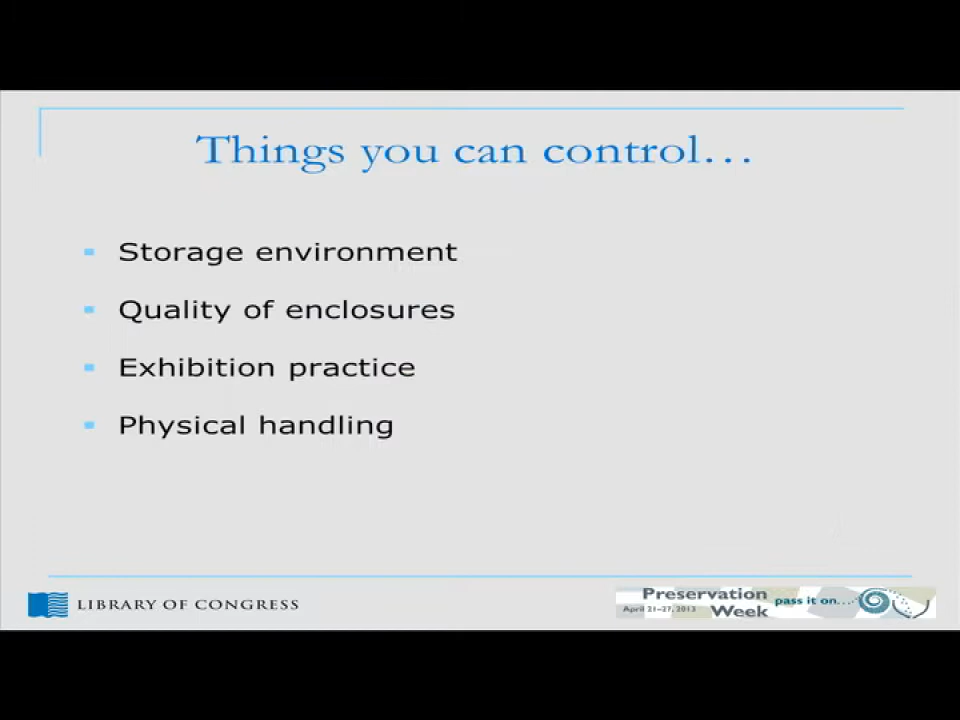 Things you can control…
Storage environment
Quality of enclosures
Exhibition practice
Physical handling
LIBRARY OF CONGRESS
Preservation
April 21–27, 2013 Week
pass it on...